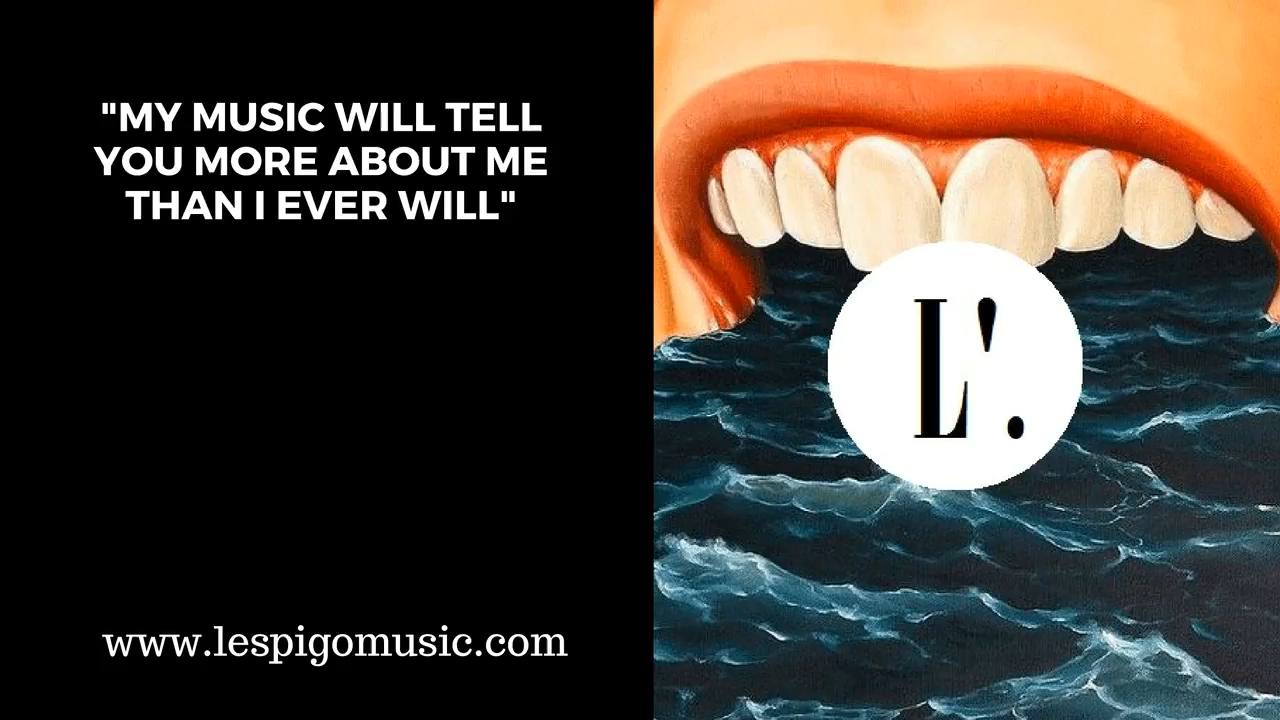 "MY MUSIC WILL TELL
YOU MORE ABOUT ME
THAN I EVER WILL"
www.lespigomusic.com
L'.